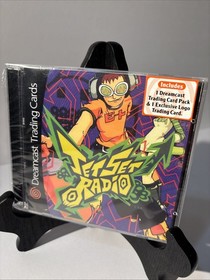 Includes
1 Dreamcast
Trading Card Pack
& 1 Exclusive Logo
Trading Card.
Dreamcast Trading Cards
JET SET
RADIO